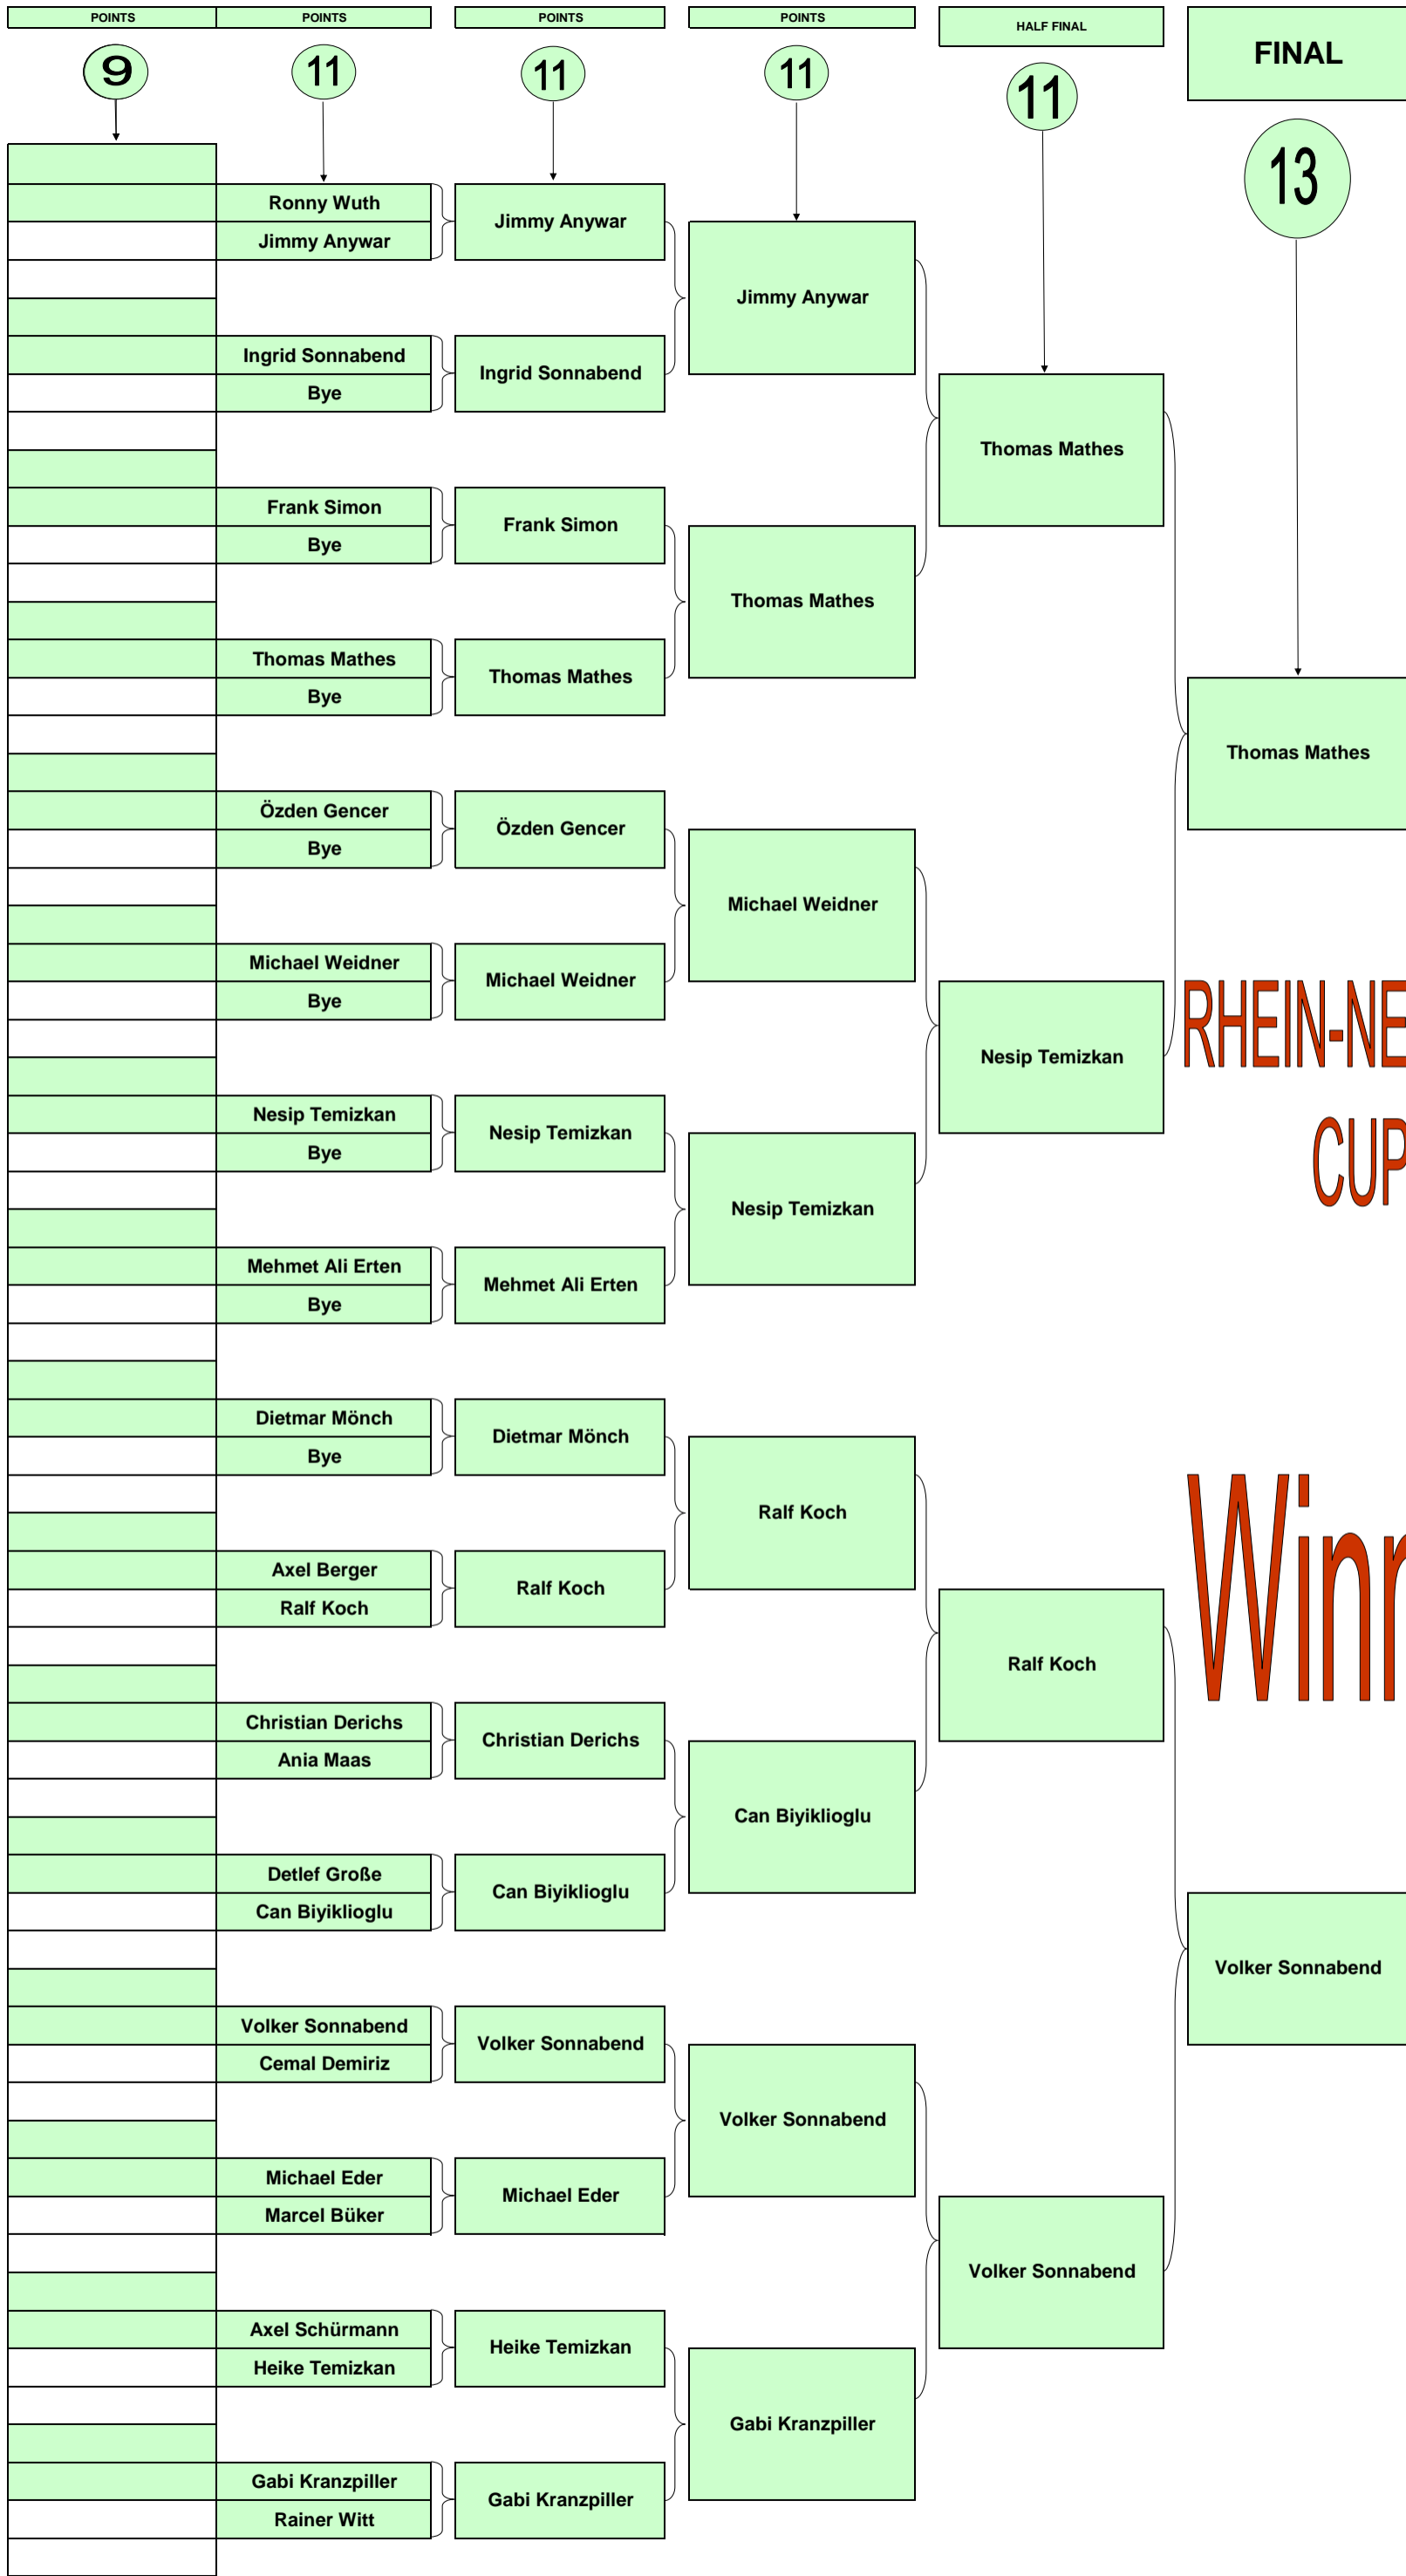 POINTS POINTS POINTS POINTS HALF FINAL FINAL
9 11 11 11 11 13
Ronny Wuth
Jimmy Anywar
Jimmy Anywar
Jimmy Anywar
Ingrid Sonnabend
Bye
Ingrid Sonnabend
Thomas Mathes
Frank Simon
Bye
Frank Simon
Thomas Mathes
Thomas Mathes
Bye
Thomas Mathes
Thomas Mathes
Özden Gencer
Bye
Özden Gencer
Michael Weidner
Michael Weidner
Bye
Michael Weidner
RHEIN-NE
Nesip Temizkan
Nesip Temizkan
Bye
Nesip Temizkan
CUP
Nesip Temizkan
Mehmet Ali Erten
Bye
Mehmet Ali Erten
Dietmar Mönch
Bye
Dietmar Mönch
Ralf Koch
Axel Berger
Ralf Koch
Ralf Koch
Winn
Ralf Koch
Christian Derichs
Ania Maas
Christian Derichs
Can Biyiklioglu
Detlef Große
Can Biyiklioglu
Can Biyiklioglu
Volker Sonnabend
Volker Sonnabend
Cemal Demiriz
Volker Sonnabend
Volker Sonnabend
Michael Eder
Marcel Büker
Michael Eder
Volker Sonnabend
Axel Schürmann
Heike Temizkan
Heike Temizkan
Gabi Kranzpiller
Gabi Kranzpiller
Rainer Witt
Gabi Kranzpiller